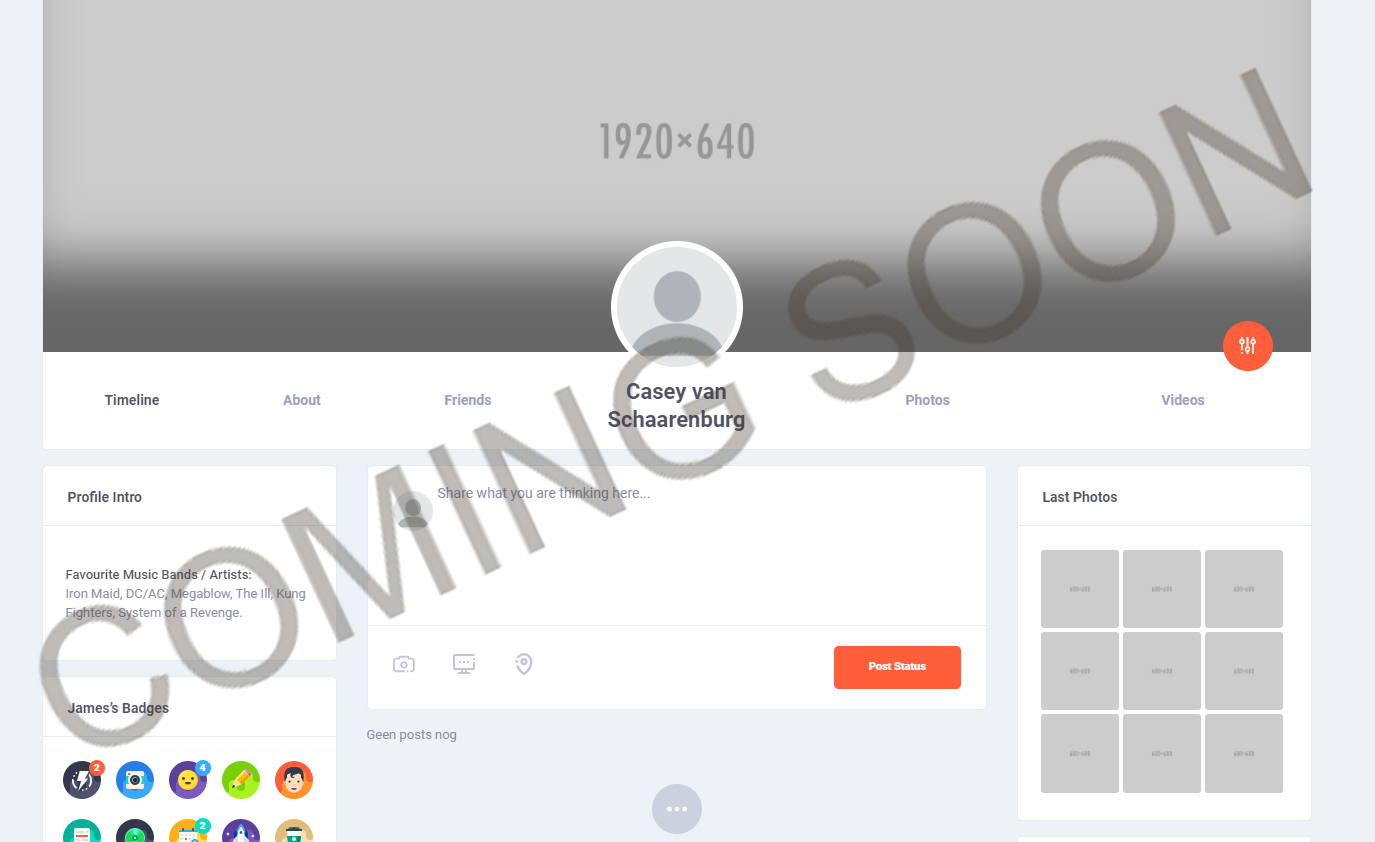 1920×640
COMING SOON
Timeline
About
Friends
Casey van
Schaarenburg
Photos
Videos
Profile Intro
Favourite Music Bands / Artists:
Iron Maid, DC/AC, Megablow, The Ill, Kung
Fighters, System of a Revenge.
James's Badges
2
4
2
Share what you are thinking here...
Post Status
Geen posts nog
Last Photos